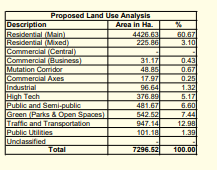 Proposed Land Use Analysis
Description Area in Ha. %
Residential (Main) 4426.63 60.67
Residential (Mixed) 225.86 3.10
Commercial (Central) - -
Commercial (Business) 31.17 0.43
Mutation Corridor 48.85 0.67
Commercial Axes 17.97 0.25
Industrial 96.64 1.32
High Tech 376.89 5.17
Public and Semi-public 481.67 6.60
Green (Parks & Open Spaces) 542.52 7.44
Traffic and Transportation 947.14 12.98
Public Utilities 101.18 1.39
Unclassified - -
Total 7296.52 100.00